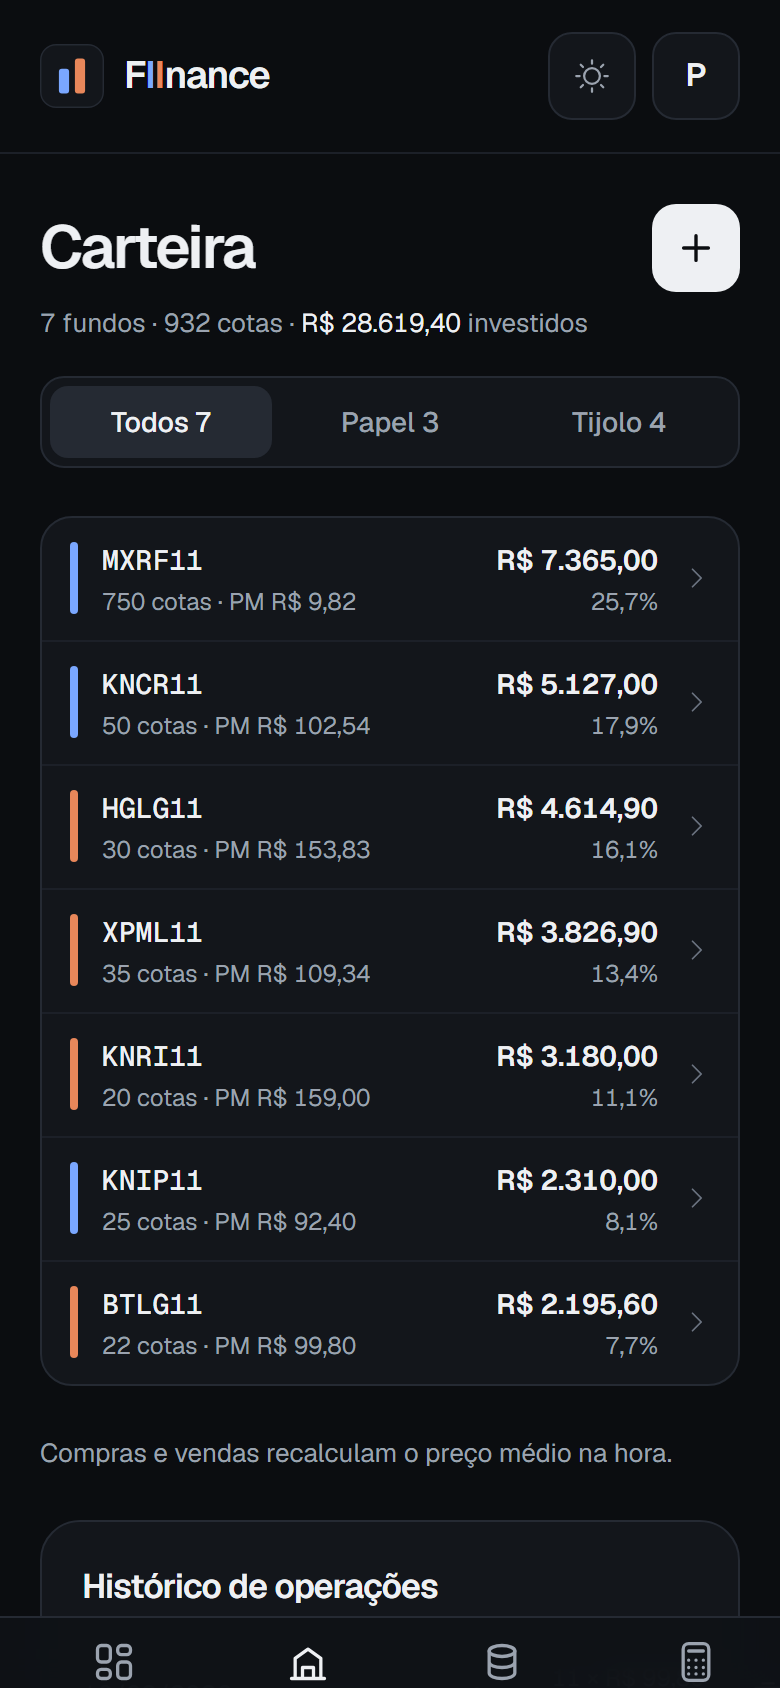 FIInance
P
Carteira
7 fundos · 932 cotas · R$ 28.619,40 investidos
Todos 7
Papel 3
Tijolo 4
MXRF11
R$ 7.365,00
750 cotas · PM R$ 9,82
25,7%
KNCR11
R$ 5.127,00
50 cotas · PM R$ 102,54
17,9%
HGLG11
R$ 4.614,90
30 cotas · PM R$ 153,83
16,1%
XPML11
R$ 3.826,90
35 cotas · PM R$ 109,34
13,4%
KNRI11
R$ 3.180,00
20 cotas · PM R$ 159,00
11,1%
KNIP11
R$ 2.310,00
25 cotas · PM R$ 92,40
8,1%
BTLG11
R$ 2.195,60
22 cotas · PM R$ 99,80
7,7%
Compras e vendas recalculam o preço médio na hora.
Histórico de operações